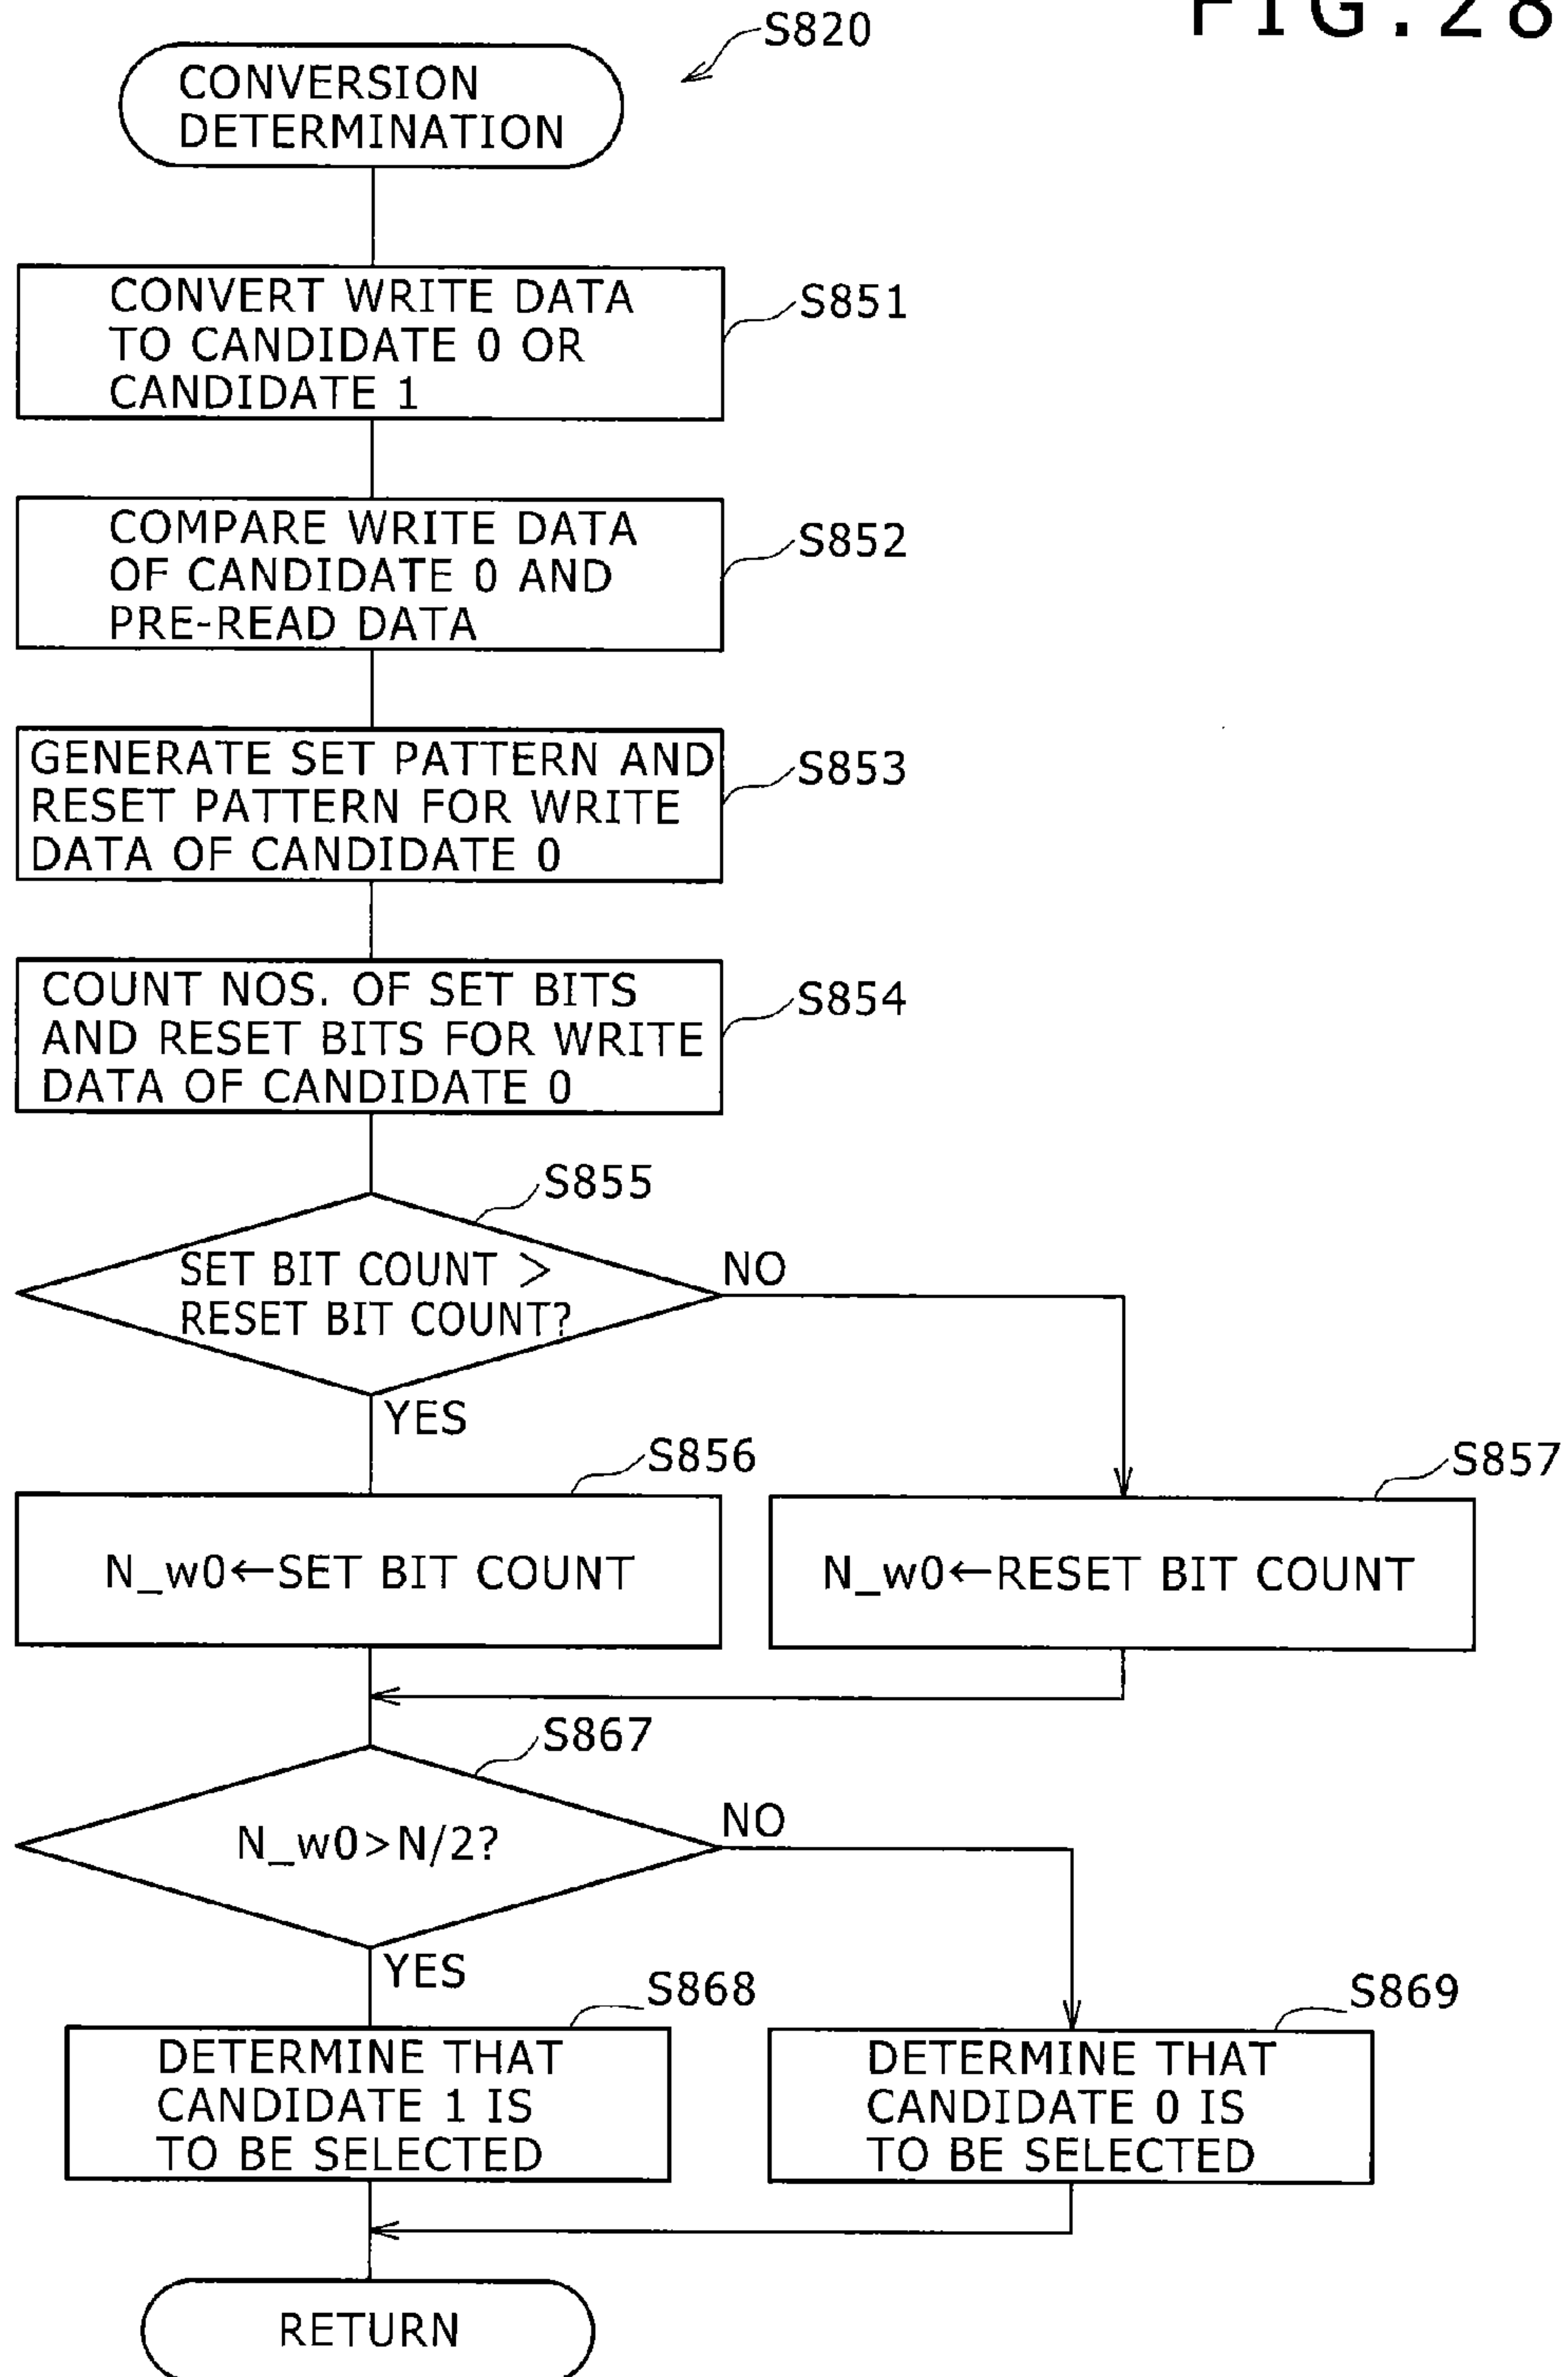 FIG.28
S820
CONVERSION
DETERMINATION
CONVERT WRITE DATA
TO CANDIDATE 0 OR
CANDIDATE 1
S851
COMPARE WRITE DATA
OF CANDIDATE 0 AND
PRE-READ DATA
S852
GENERATE SET PATTERN AND
RESET PATTERN FOR WRITE
DATA OF CANDIDATE 0
S853
COUNT NOS. OF SET BITS
AND RESET BITS FOR WRITE
DATA OF CANDIDATE 0
S854
S855
SET BIT COUNT >
RESET BIT COUNT?
NO
YES
S856
N_w0←SET BIT COUNT
S857
N_w0←RESET BIT COUNT
S867
N_w0>N/2?
NO
YES
S868
DETERMINE THAT
CANDIDATE 1 IS
TO BE SELECTED
S869
DETERMINE THAT
CANDIDATE 0 IS
TO BE SELECTED
RETURN